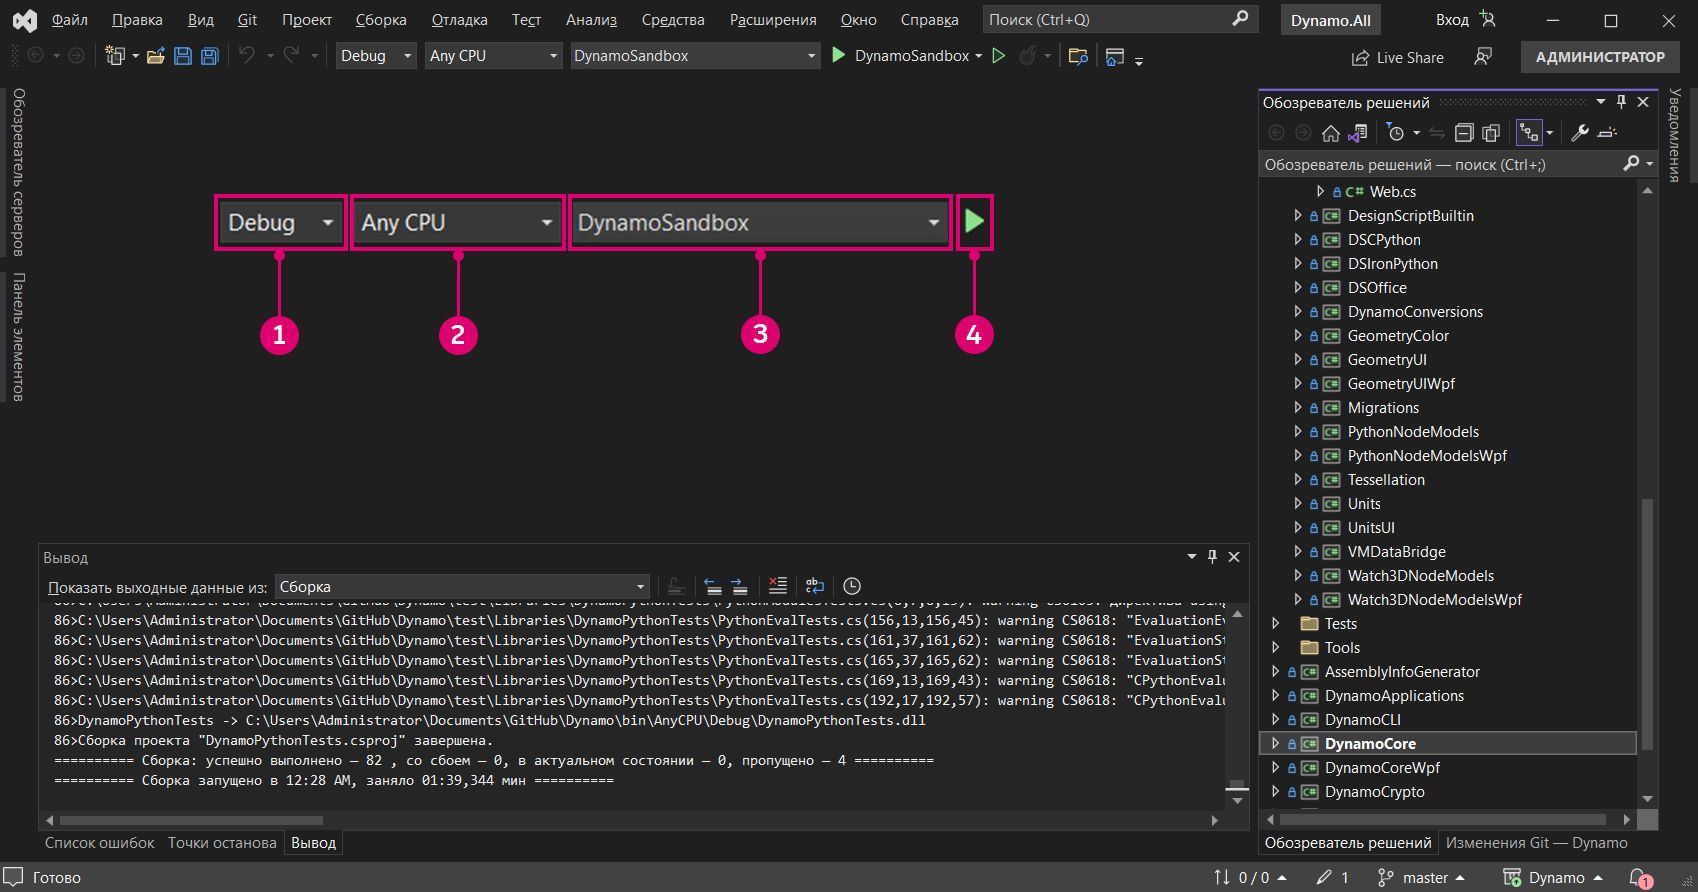 Файл Правка Вид Git Проект Сборка Отладка Тест Анализ Средства Расширения Окно Справка Поиск (Ctrl+Q) Dynamo.All Вход
Debug Any CPU DynamoSandbox DynamoSandbox Live Share АДМИНИСТРАТОР
Обозреватель серверов
Панель элементов
Debug Any CPU DynamoSandbox
1 2 3 4
Вывод
Показать выходные данные из: Сборка
86>C:\Users\Administrator\Documents\GitHub\Dynamo\test\Libraries\DynamoPythonTests\PythonEvalTests.cs(156,13,156,45): warning CS0618: "EvaluationEv
86>C:\Users\Administrator\Documents\GitHub\Dynamo\test\Libraries\DynamoPythonTests\PythonEvalTests.cs(161,37,161,62): warning CS0618: "EvaluationSt
86>C:\Users\Administrator\Documents\GitHub\Dynamo\test\Libraries\DynamoPythonTests\PythonEvalTests.cs(165,37,165,62): warning CS0618: "EvaluationSt
86>C:\Users\Administrator\Documents\GitHub\Dynamo\test\Libraries\DynamoPythonTests\PythonEvalTests.cs(169,13,169,43): warning CS0618: "CPythonEvalu
86>C:\Users\Administrator\Documents\GitHub\Dynamo\test\Libraries\DynamoPythonTests\PythonEvalTests.cs(192,17,192,57): warning CS0618: "CPythonEvalu
86>DynamoPythonTests -> C:\Users\Administrator\Documents\GitHub\Dynamo\bin\AnyCPU\Debug\DynamoPythonTests.dll
86>Сборка проекта "DynamoPythonTests.csproj" завершена.
========== Сборка: успешно выполнено — 82 , со сбоем — 0, в актуальном состоянии — 0, пропущено — 4 ==========
========== Сборка запущено в 12:28 AM, заняло 01:39,344 мин ==========
Список ошибок Точки останова Вывод
Обозреватель решений
Обозреватель решений — поиск (Ctrl+;)
C# Web.cs
C# DesignScriptBuiltin
C# DSCPython
C# DSIronPython
C# DSOffice
C# DynamoConversions
C# GeometryColor
C# GeometryUI
C# GeometryUIWpf
C# Migrations
C# PythonNodeModels
C# PythonNodeModelsWpf
C# Tessellation
C# Units
C# UnitsUI
C# VMDataBridge
C# Watch3DNodeModels
C# Watch3DNodeModelsWpf
Tests
Tools
C# AssemblyInfoGenerator
C# DynamoApplications
C# DynamoCLI
C# DynamoCore
C# DynamoCoreWpf
C# DynamoCrypto
Обозреватель решений Изменения Git — Dynamo
Уведомления
Готово 0 / 0 1 master Dynamo 1